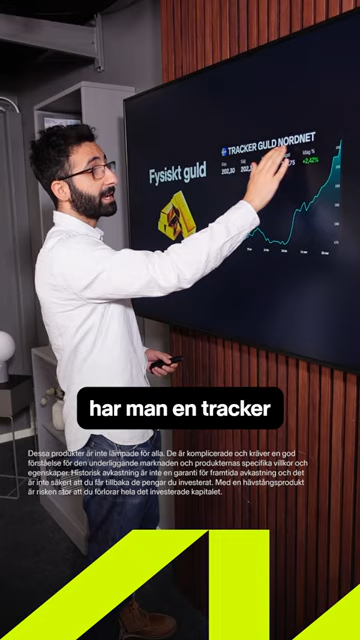 TRACKER GULD NORDNET
Fysiskt guld
Idag %
202,30
+2,42%
har man en tracker
Dessa produkter är inte lämpade för alla. De är komplicerade och kräver en god
förståelse för den underliggande marknaden och produkternas specifika villkor och
egenskaper. Historisk avkastning är inte en garanti för framtida avkastning och det
är inte säkert att du får tillbaka de pengar du investerat. Med en hävstångsprodukt
är risken stor att du förlorar hela det investerade kapitalet.